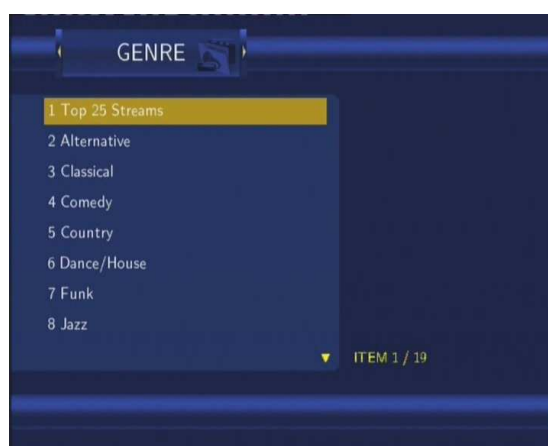 GENRE
1 Top 25 Streams
2 Alternative
3 Classical
4 Comedy
5 Country
6 Dance/House
7 Funk
8 Jazz
ITEM 1 / 19